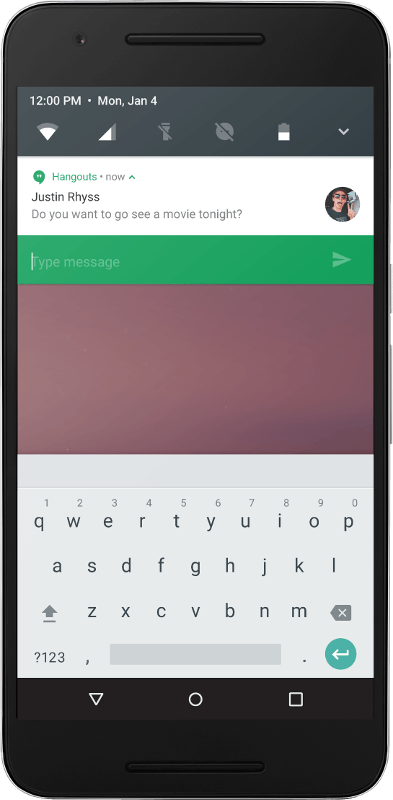 12:00 PM • Mon, Jan 4
Hangouts • now
Justin Rhyss
Do you want to go see a movie tonight?
Type message
1 2 3 4 5 6 7 8 9 0
q w e r t y u i o p
a s d f g h j k l
z x c v b n m
?123 , .